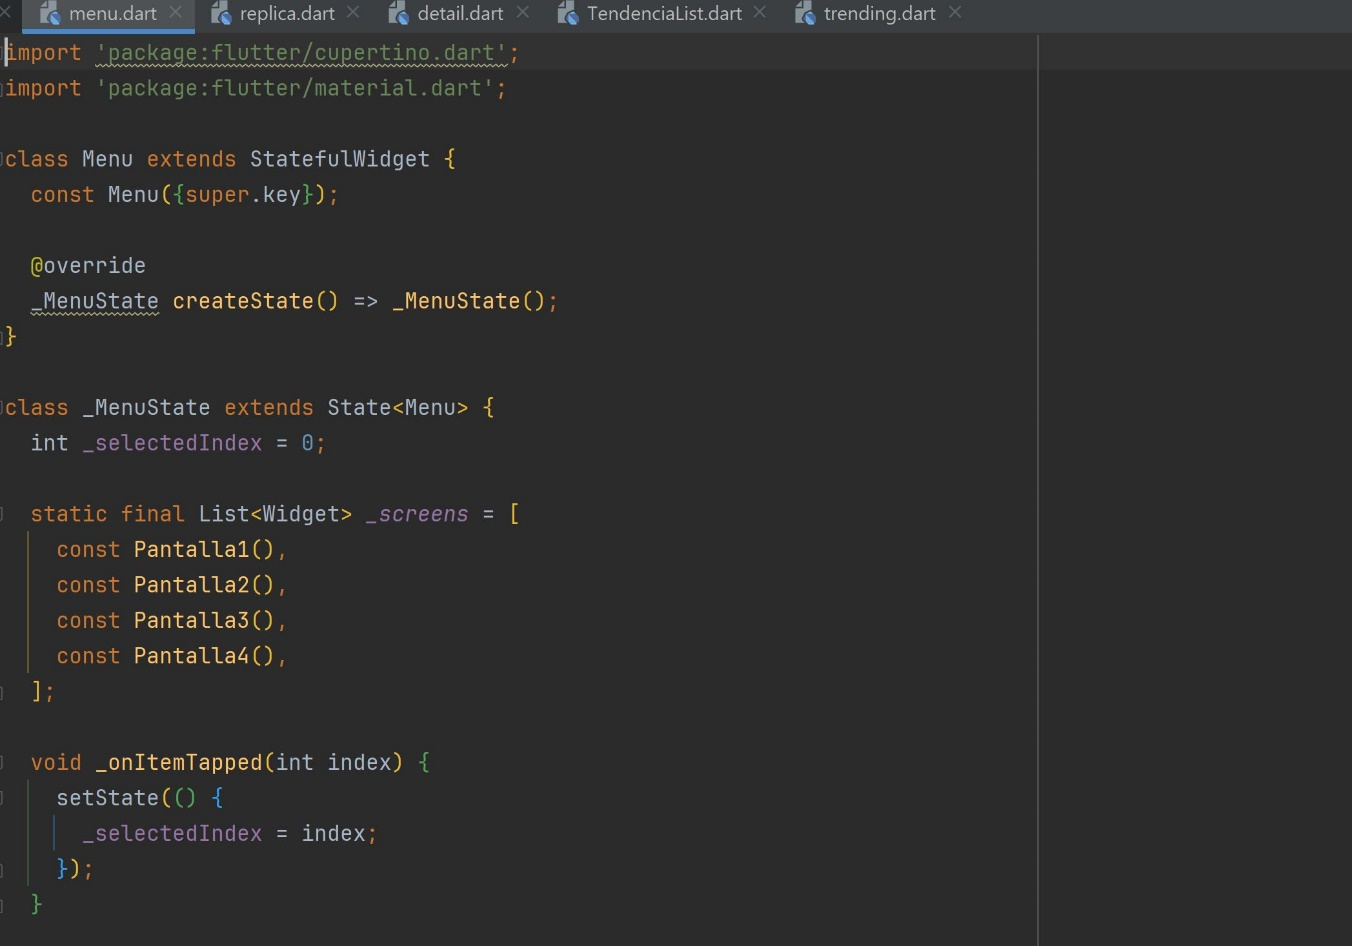 menu.dart replica.dart detail.dart TendenciaList.dart trending.dart
import 'package:flutter/cupertino.dart';
import 'package:flutter/material.dart';
class Menu extends StatefulWidget {
const Menu({super.key});
@override
_MenuState createState() => _MenuState();
}
class _MenuState extends State<Menu> {
int _selectedIndex = 0;
static final List<Widget> _screens = [
const Pantalla1(),
const Pantalla2(),
const Pantalla3(),
const Pantalla4(),
];
void _onItemTapped(int index) {
setState(() {
_selectedIndex = index;
});
}